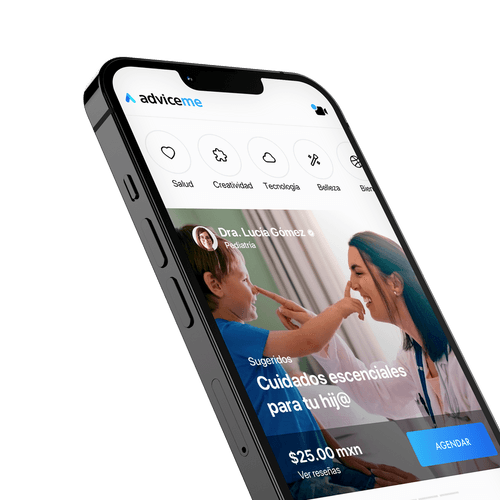 adviceme
Salud
Creatividad
Tecnología
Belleza
Bien
Dra. Lucia Gómez
Pediatría
Sugeridos
Cuidados escenciales
para tu hij@
$25.00 mxn
AGENDAR
Ver reseñas